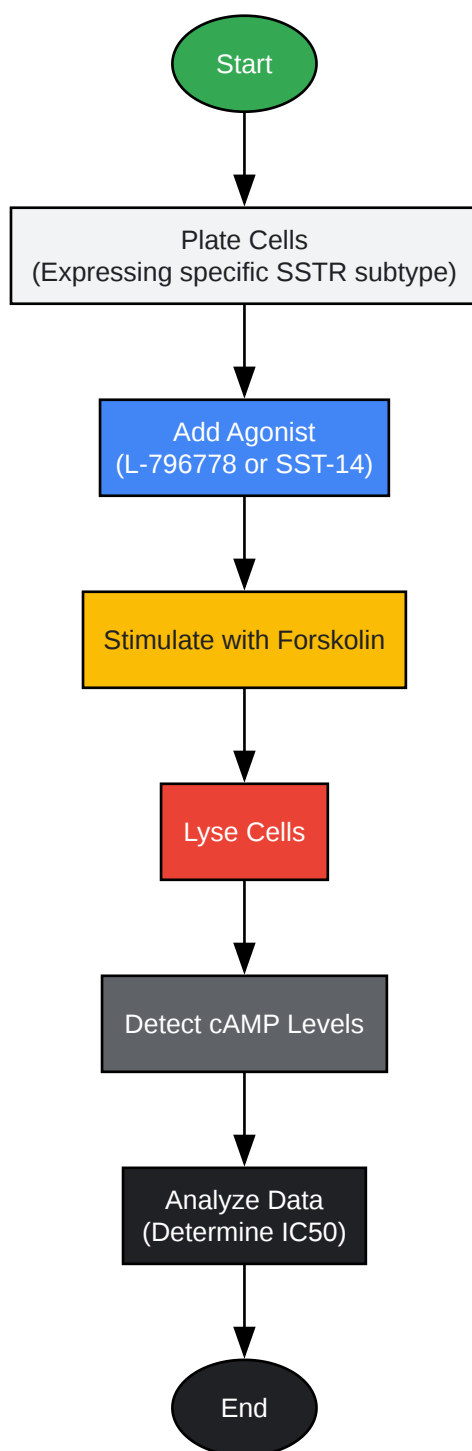 Start
Plate Cells
(Expressing specific SSTR subtype)
Add Agonist
(L-796778 or SST-14)
Stimulate with Forskolin
Lyse Cells
Detect cAMP Levels
Analyze Data
(Determine IC50)
End